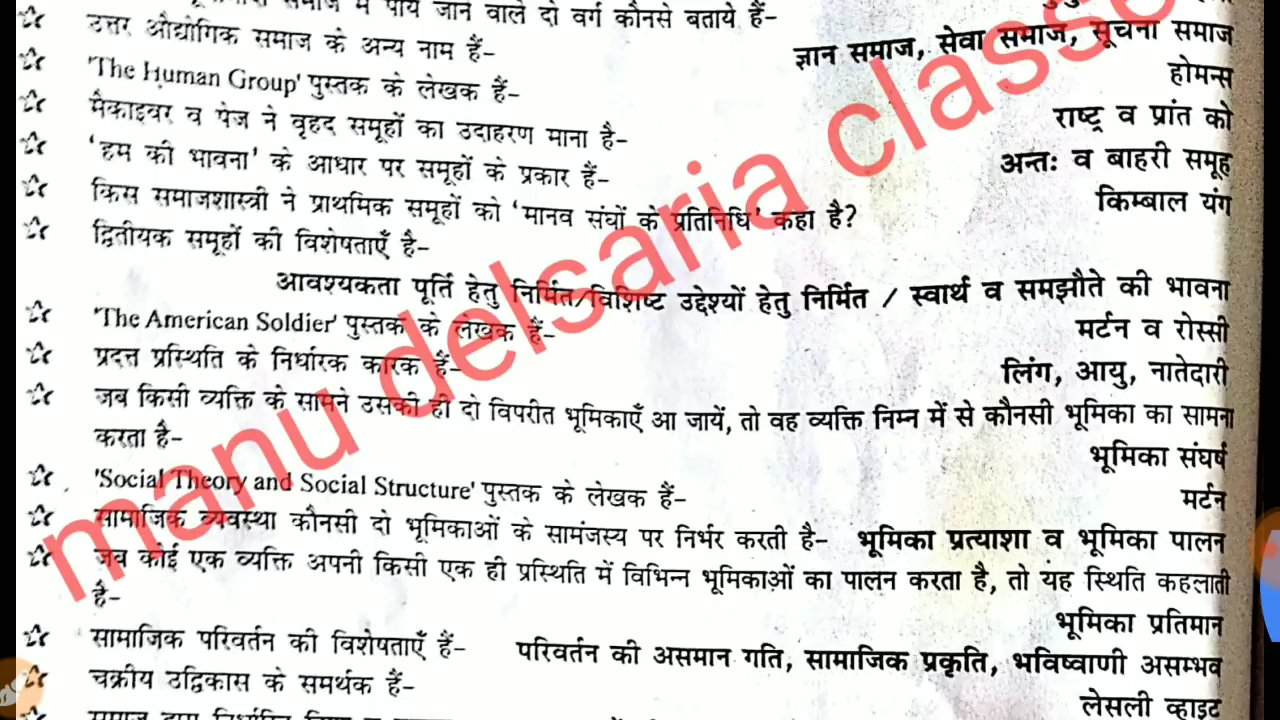 समाज में पाये जाने वाले दो वर्ग कौनसे बताये हैं-
उत्तर औद्योगिक समाज के अन्य नाम हैं- ज्ञान समाज, सेवा समाज, सूचना समाज
'The Human Group' पुस्तक के लेखक हैं- होमन्स
मैकाइवर व पेज ने वृहद समूहों का उदाहरण माना है- राष्ट्र व प्रांत को
'हम की भावना' के आधार पर समूहों के प्रकार हैं- अन्तः व बाहरी समूह
किस समाजशास्त्री ने प्राथमिक समूहों को 'मानव संघों के प्रतिनिधि' कहा है? किम्बाल यंग
द्वितीयक समूहों की विशेषताएँ है-
आवश्यकता पूर्ति हेतु निर्मित/विशिष्ट उद्देश्यों हेतु निर्मित / स्वार्थ व समझौते की भावना
'The American Soldier' पुस्तक के लेखक हैं- मर्टन व रोस्सी
प्रदत्त प्रस्थिति के निर्धारक कारक हैं- लिंग, आयु, नातेदारी
जब किसी व्यक्ति के सामने उसकी ही दो विपरीत भूमिकाएँ आ जायें, तो वह व्यक्ति निम्न में से कौनसी भूमिका का सामना
करता है- भूमिका संघर्ष
'Social Theory and Social Structure' पुस्तक के लेखक हैं- मर्टन
सामाजिक व्यवस्था कौनसी दो भूमिकाओं के सामंजस्य पर निर्भर करती है- भूमिका प्रत्याशा व भूमिका पालन
जब कोई एक व्यक्ति अपनी किसी एक ही प्रस्थिति में विभिन्न भूमिकाओं का पालन करता है, तो यह स्थिति कहलाती
है- भूमिका प्रतिमान
सामाजिक परिवर्तन की विशेषताएँ हैं- परिवर्तन की असमान गति, सामाजिक प्रकृति, भविष्वाणी असम्भव
चक्रीय उद्विकास के समर्थक हैं- लेसली व्हाइट
manu delsaria classe